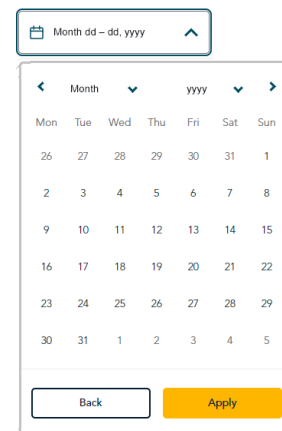 Month dd – dd, yyyy
Month yyyy
Mon Tue Wed Thu Fri Sat Sun
26 27 28 29 30 31 1
2 3 4 5 6 7 8
9 10 11 12 13 14 15
16 17 18 19 20 21 22
23 24 25 26 27 28 29
30 31 1 2 3 4 5
Back Apply